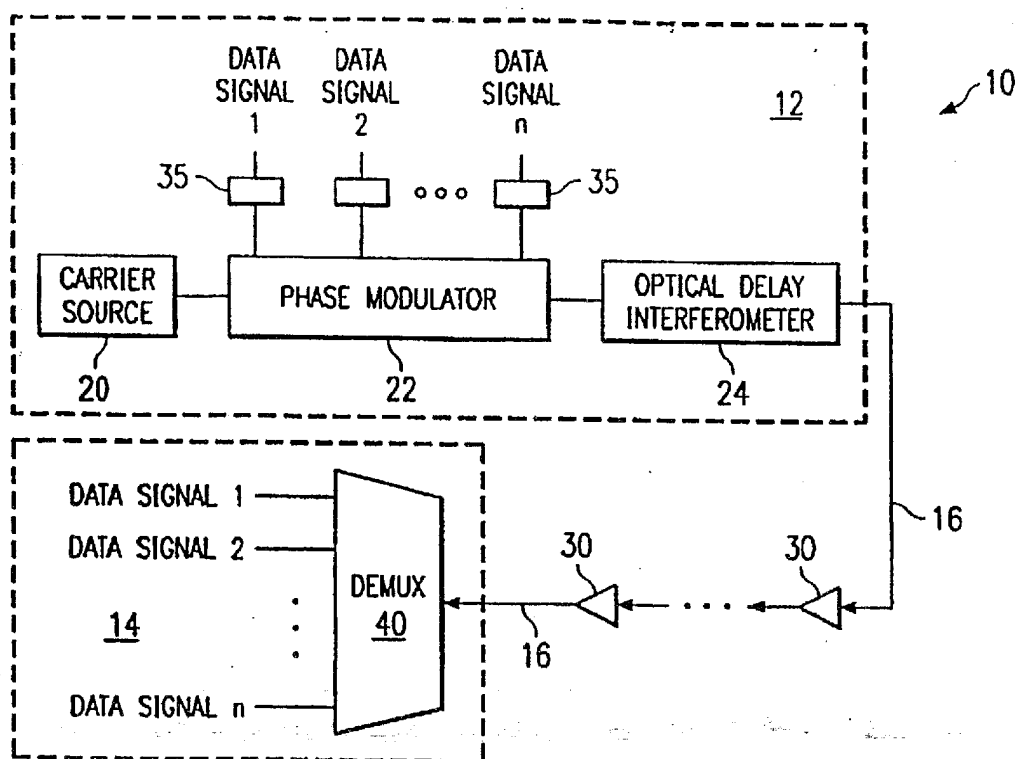 10
12
DATA SIGNAL 1
DATA SIGNAL 2
DATA SIGNAL n
35
35
CARRIER SOURCE
20
PHASE MODULATOR
22
OPTICAL DELAY INTERFEROMETER
24
16
DATA SIGNAL 1
DATA SIGNAL 2
DATA SIGNAL n
14
DEMUX
40
16
30
30